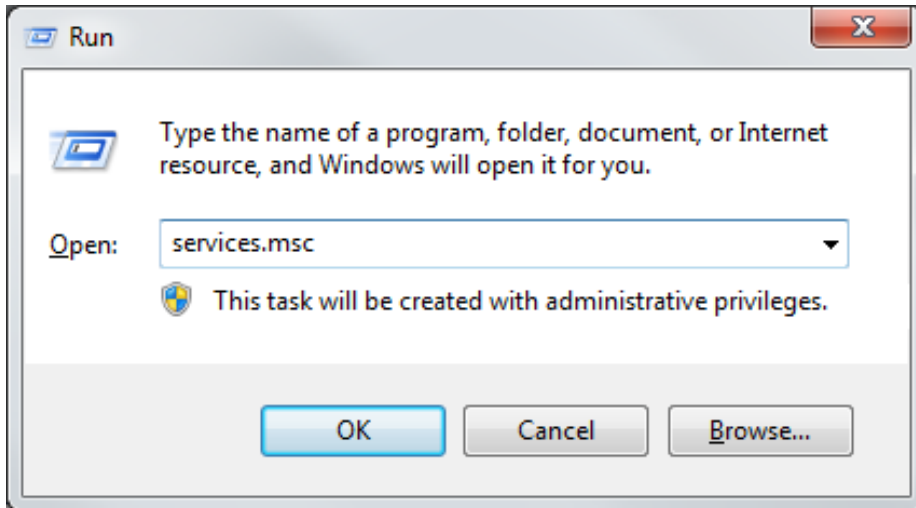 Run
Type the name of a program, folder, document, or Internet
resource, and Windows will open it for you.
Open: services.msc
This task will be created with administrative privileges.
OK Cancel Browse...